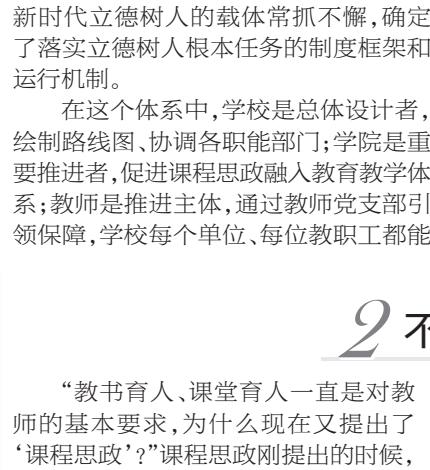 新时代立德树人的载体常抓不懈,确定
了落实立德树人根本任务的制度框架和
运行机制。
在这个体系中,学校是总体设计者,
绘制路线图、协调各职能部门;学院是重
要推进者,促进课程思政融入教育教学体
系;教师是推进主体,通过教师党支部引
领保障,学校每个单位、每位教职工都能
2 不
“教书育人、课堂育人一直是对教
师的基本要求,为什么现在又提出了
‘课程思政’?”课程思政刚提出的时候,